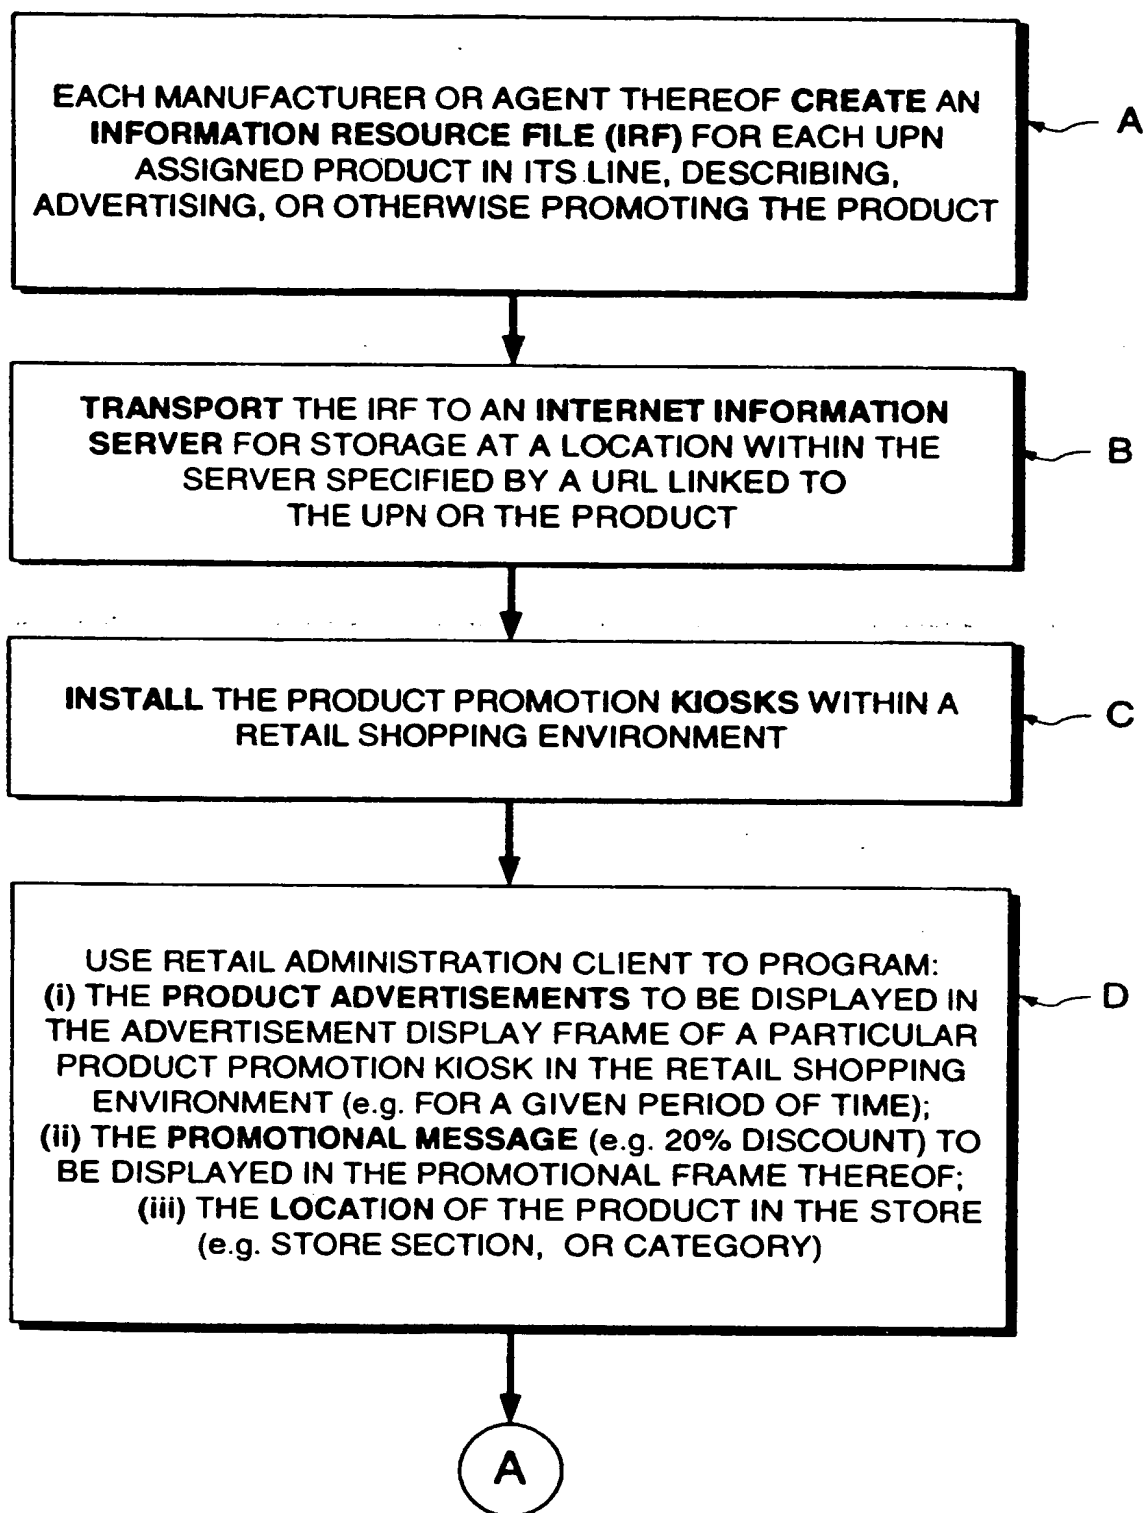 EACH MANUFACTURER OR AGENT THEREOF CREATE AN
INFORMATION RESOURCE FILE (IRF) FOR EACH UPN
ASSIGNED PRODUCT IN ITS LINE, DESCRIBING,
ADVERTISING, OR OTHERWISE PROMOTING THE PRODUCT
A
TRANSPORT THE IRF TO AN INTERNET INFORMATION
SERVER FOR STORAGE AT A LOCATION WITHIN THE
SERVER SPECIFIED BY A URL LINKED TO
THE UPN OR THE PRODUCT
B
INSTALL THE PRODUCT PROMOTION KIOSKS WITHIN A
RETAIL SHOPPING ENVIRONMENT
C
USE RETAIL ADMINISTRATION CLIENT TO PROGRAM:
(i) THE PRODUCT ADVERTISEMENTS TO BE DISPLAYED IN
THE ADVERTISEMENT DISPLAY FRAME OF A PARTICULAR
PRODUCT PROMOTION KIOSK IN THE RETAIL SHOPPING
ENVIRONMENT (e.g. FOR A GIVEN PERIOD OF TIME);
(ii) THE PROMOTIONAL MESSAGE (e.g. 20% DISCOUNT) TO
BE DISPLAYED IN THE PROMOTIONAL FRAME THEREOF;
(iii) THE LOCATION OF THE PRODUCT IN THE STORE
(e.g. STORE SECTION, OR CATEGORY)
D
A